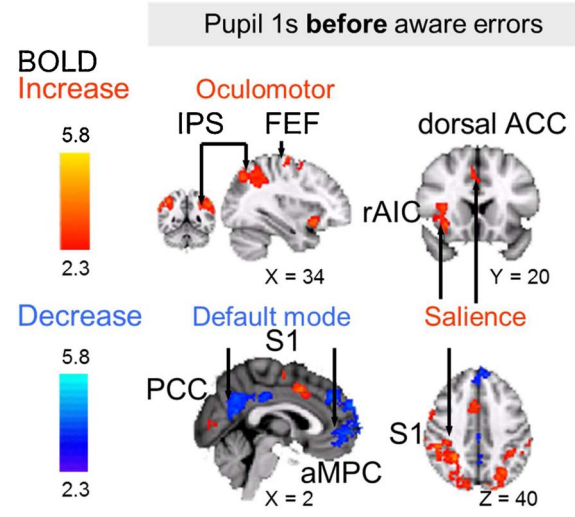 Pupil 1s before aware errors
BOLD
Increase
Oculomotor
IPS
FEF
dorsal ACC
5.8
2.3
rAIC
X = 34
Y = 20
Decrease
Default mode
Salience
S1
5.8
2.3
PCC
aMPC
X = 2
S1
Z = 40